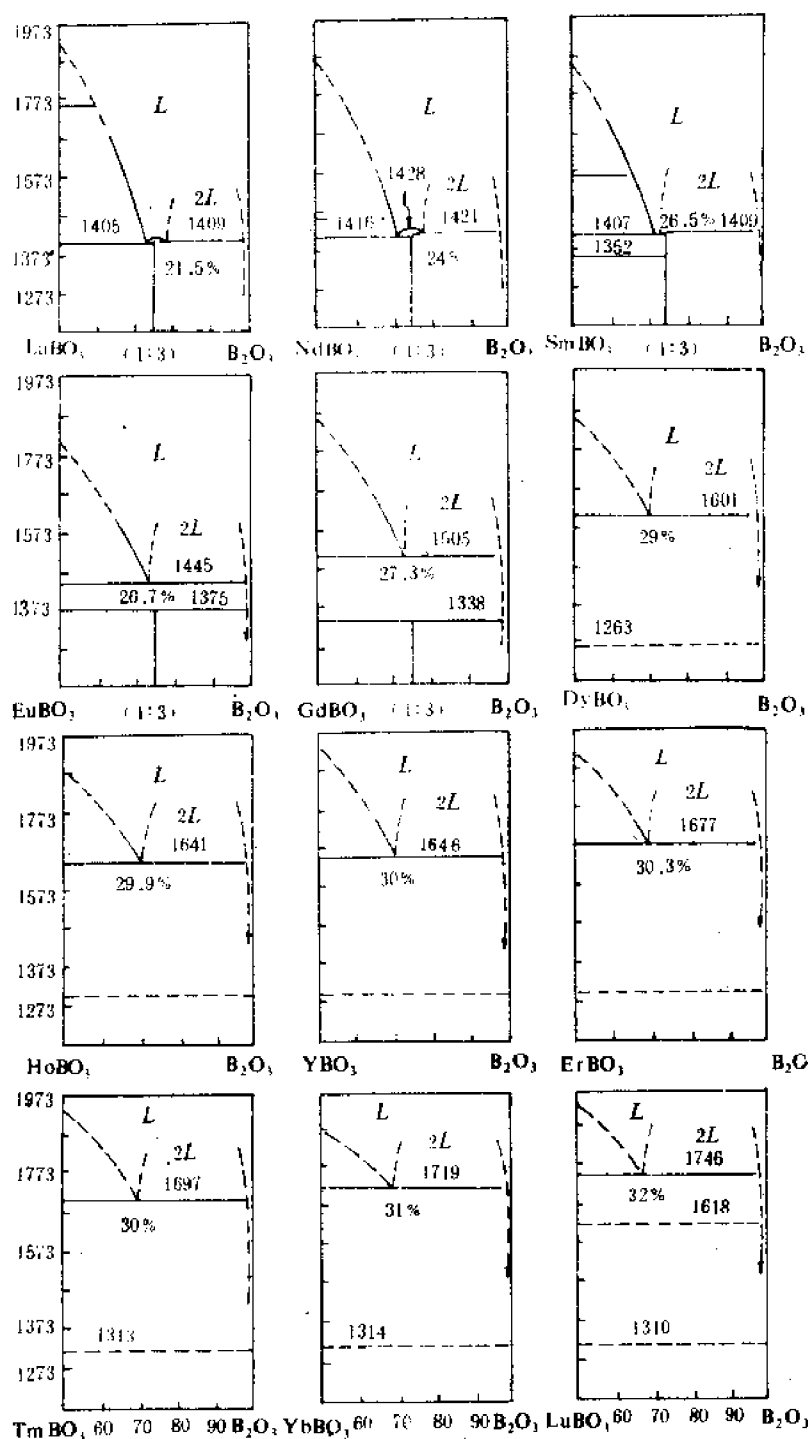 1973
1773
1573
1373
1273
L
2L
1405
1409
21.5%
LaBO₃
(1:3)
B₂O₃
L
1428
2L
1416
1421
24%
NdBO₃
(1:3)
B₂O₃
L
1407
26.5%
1409
1352
SmBO₃
(1:3)
B₂O₃
1973
1773
1573
1373
L
2L
1445
26.7%
1375
EuBO₃
(1:3)
B₂O₃
L
2L
1505
27.3%
1338
GdBO₃
(1:3)
B₂O₃
L
2L
1601
29%
1263
DyBO₃
B₂O₃
1973
1773
1573
1373
1273
L
2L
1641
29.9%
HoBO₃
B₂O₃
L
2L
1646
30%
YBO₃
B₂O₃
L
2L
1677
30.3%
ErBO₃
B₂O
1973
1773
1573
1373
1273
L
2L
1697
30%
1313
TmBO₃ 60 70 80 90 B₂O₃
L
2L
1719
31%
1314
YbBO₃ 60 70 80 90 B₂O₃
L
2L
1746
32%
1618
1310
LuBO₃ 60 70 80 90 B₂O₃